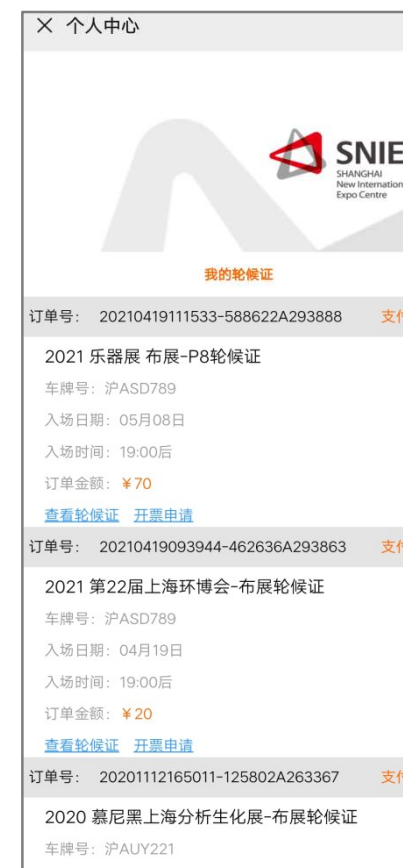 × 个人中心
SNIE
SHANGHAI
New Internation
Expo Centre
我的轮候证
订单号： 20210419111533-588622A293888 支付
2021 乐器展 布展-P8轮候证
车牌号：沪ASD789
入场日期：05月08日
入场时间：19:00后
订单金额：￥70
查看轮候证 开票申请
订单号： 20210419093944-462636A293863 支付
2021 第22届上海环博会-布展轮候证
车牌号：沪ASD789
入场日期：04月19日
入场时间：19:00后
订单金额：￥20
查看轮候证 开票申请
订单号： 20201112165011-125802A263367 支付
2020 慕尼黑上海分析生化展-布展轮候证
车牌号：沪AUY221